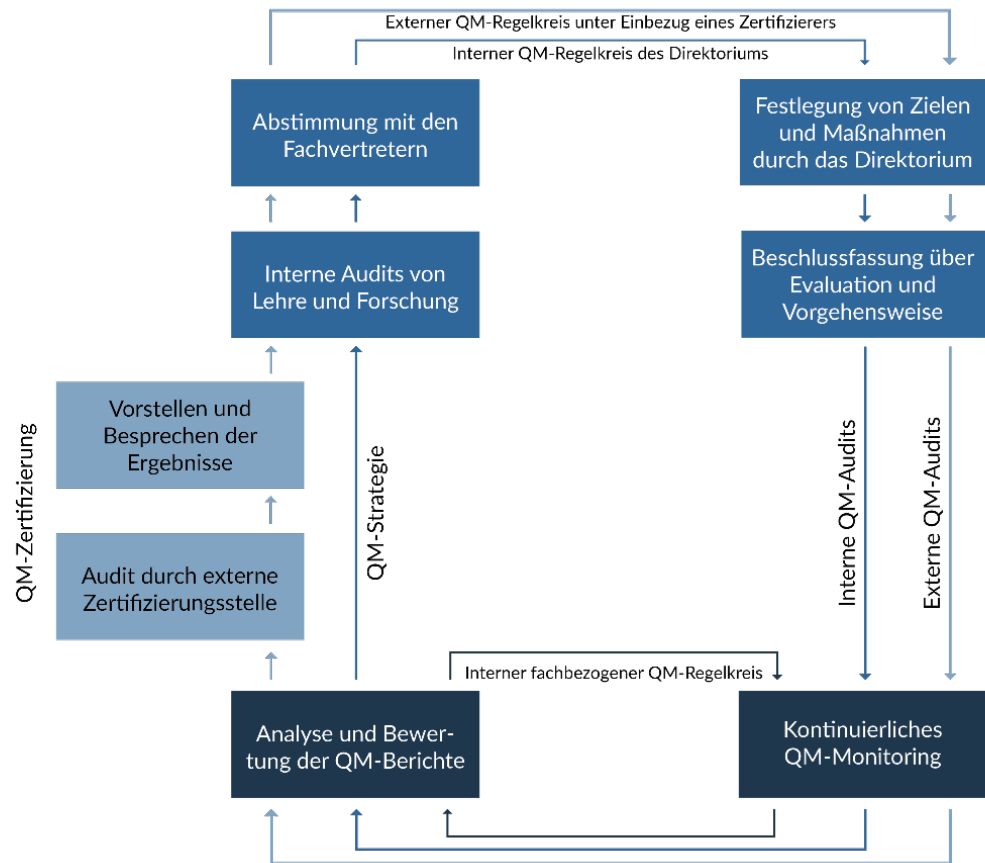 Externer QM-Regelkreis unter Einbezug eines Zertifizierers
Interner QM-Regelkreis des Direktoriums
Abstimmung mit den
Fachvertretern
Festlegung von Zielen
und Maßnahmen
durch das Direktorium
Interne Audits von
Lehre und Forschung
Beschlussfassung über
Evaluation und
Vorgehensweise
Vorstellen und
Besprechen der
Ergebnisse
Audit durch externe
Zertifizierungsstelle
QM-Zertifizierung
QM-Strategie
Interne QM-Audits
Externe QM-Audits
Interner fachbezogener QM-Regelkreis
Analyse und Bewer-
tung der QM-Berichte
Kontinuierliches
QM-Monitoring